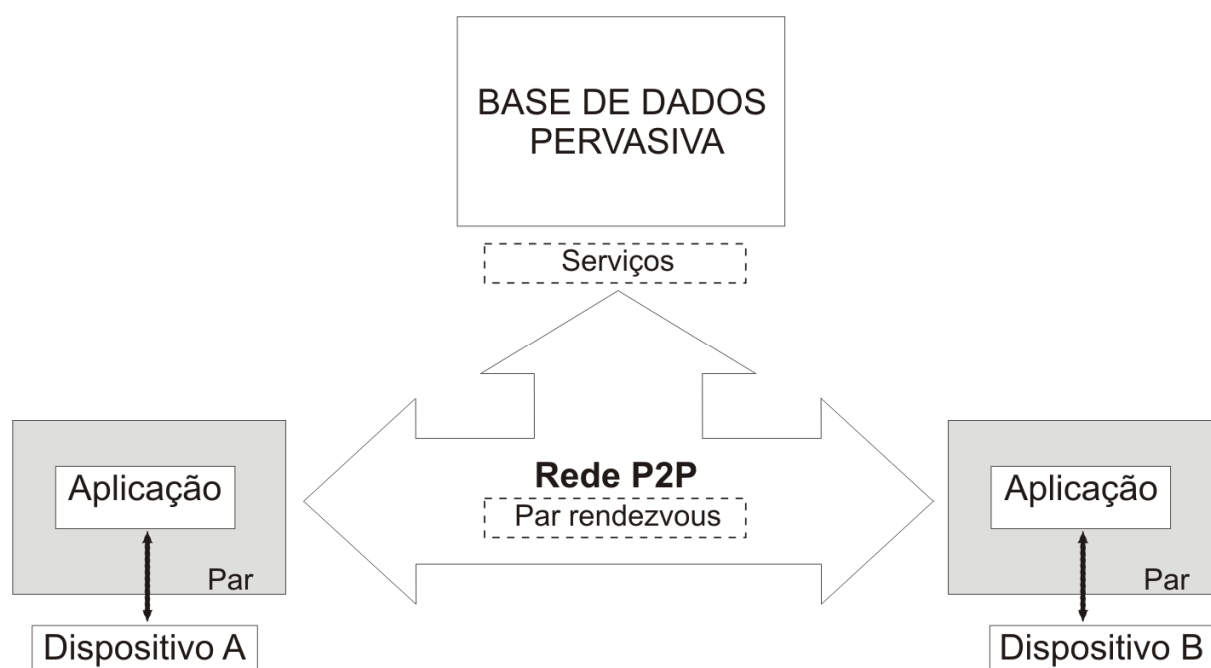 BASE DE DADOS
PERVASIVA
Serviços
Rede P2P
Par rendezvous
Aplicação
Par
Dispositivo A
Aplicação
Par
Dispositivo B